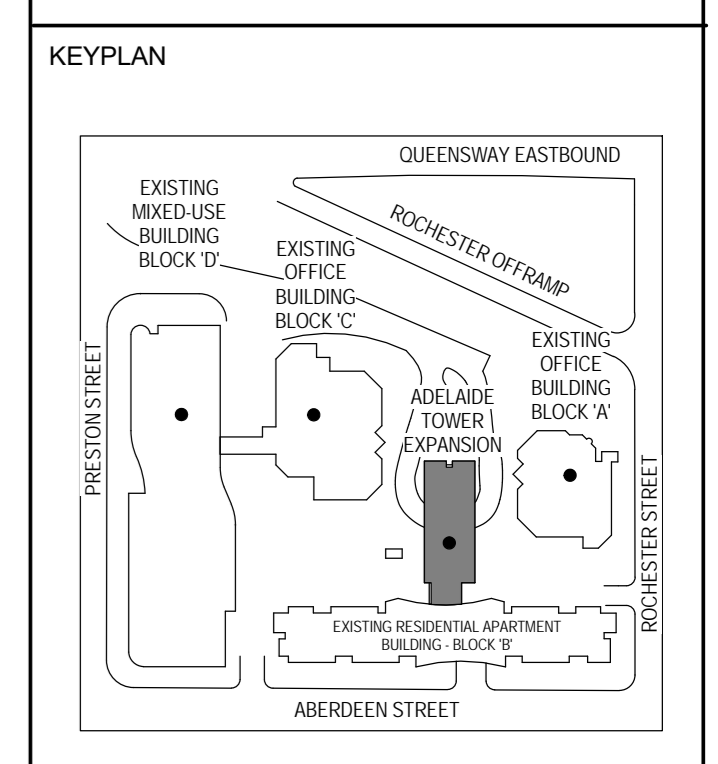 KEYPLAN
QUEENSWAY EASTBOUND
EXISTING
MIXED-USE
BUILDING
BLOCK 'D'
ROCHESTER OFFRAMP
EXISTING
OFFICE
BUILDING
BLOCK 'C'
EXISTING
OFFICE
BUILDING
BLOCK 'A'
PRESTON STREET
ADELAIDE
TOWER
EXPANSION
ROCHESTER STREET
EXISTING RESIDENTIAL APARTMENT
BUILDING - BLOCK 'B'
ABERDEEN STREET